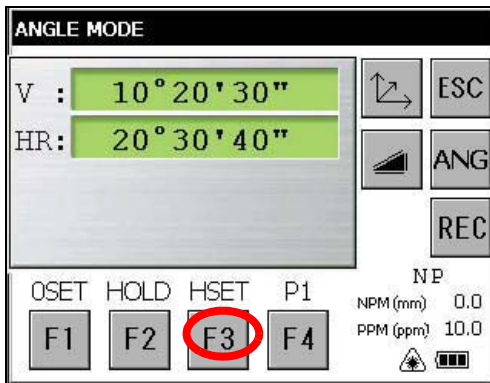 ANGLE MODE
V : 10°20'30"
HR: 20°30'40"
ESC
ANG
REC
0SET HOLD HSET P1
F1 F2 F3 F4
NP
NPM (mm) 0.0
PPM (ppm) 10.0